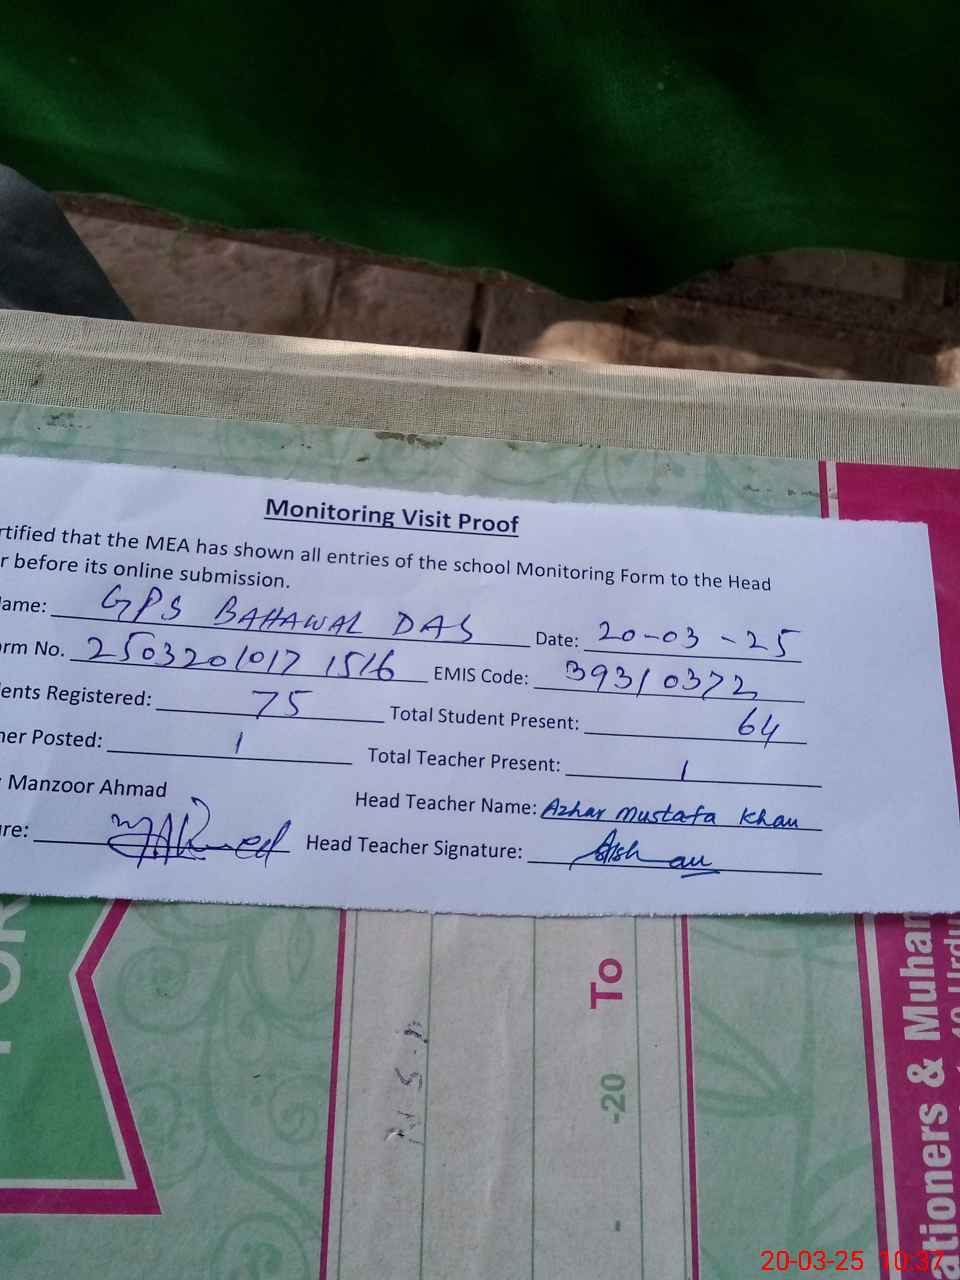 Monitoring Visit Proof
rtified that the MEA has shown all entries of the school Monitoring Form to the Head
r before its online submission.
ame: GPS BAHAWAL DAS Date: 20-03-25
rm No. 2503201017 1516 EMIS Code: 39310372
ents Registered: 75 Total Student Present: 64
er Posted: 1 Total Teacher Present: 1
Manzoor Ahmad
Head Teacher Name: Azhar Mustafa Khan
re: Head Teacher Signature:
To
-20
ationers & Muham
20-03-25 10:37